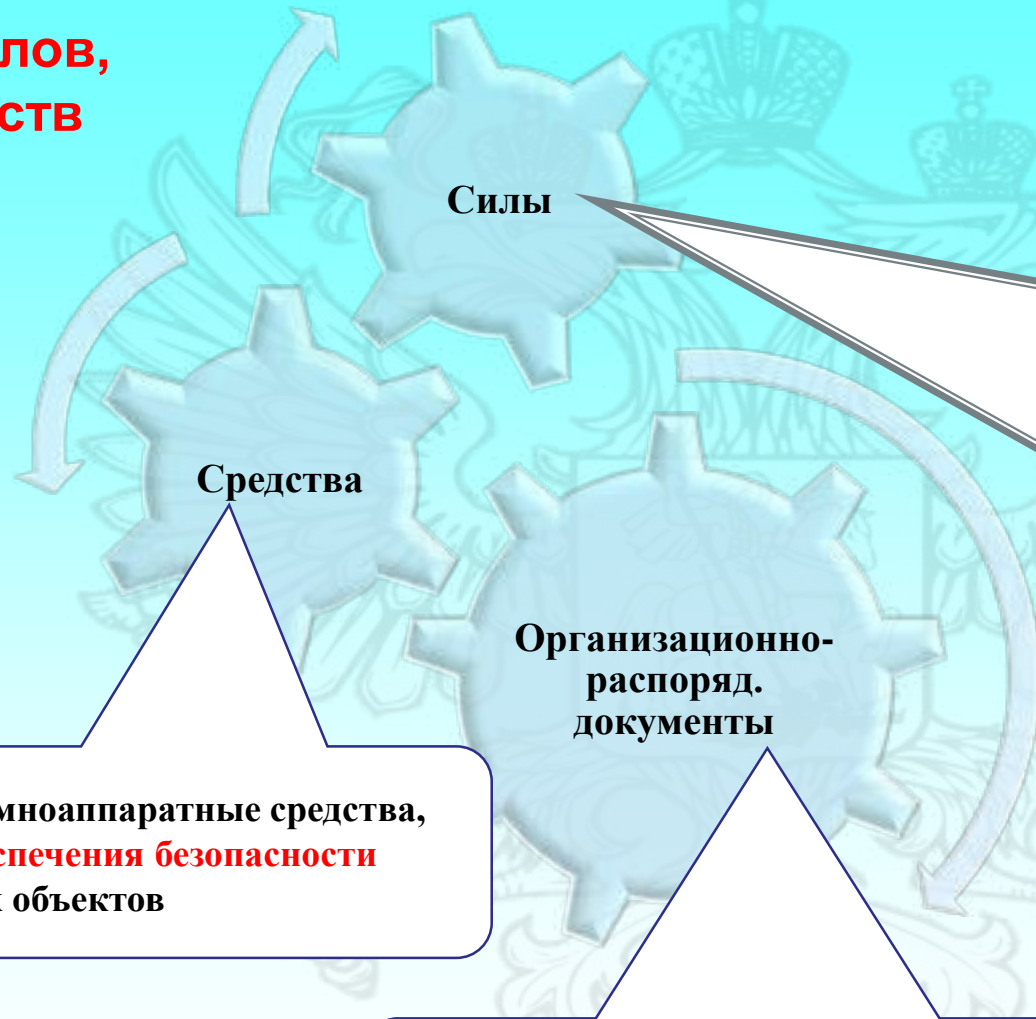 лов,
ств
Силы
Средства
Организационно-
распоряд.
документы
мноаппаратные средства,
спечения безопасности
объектов